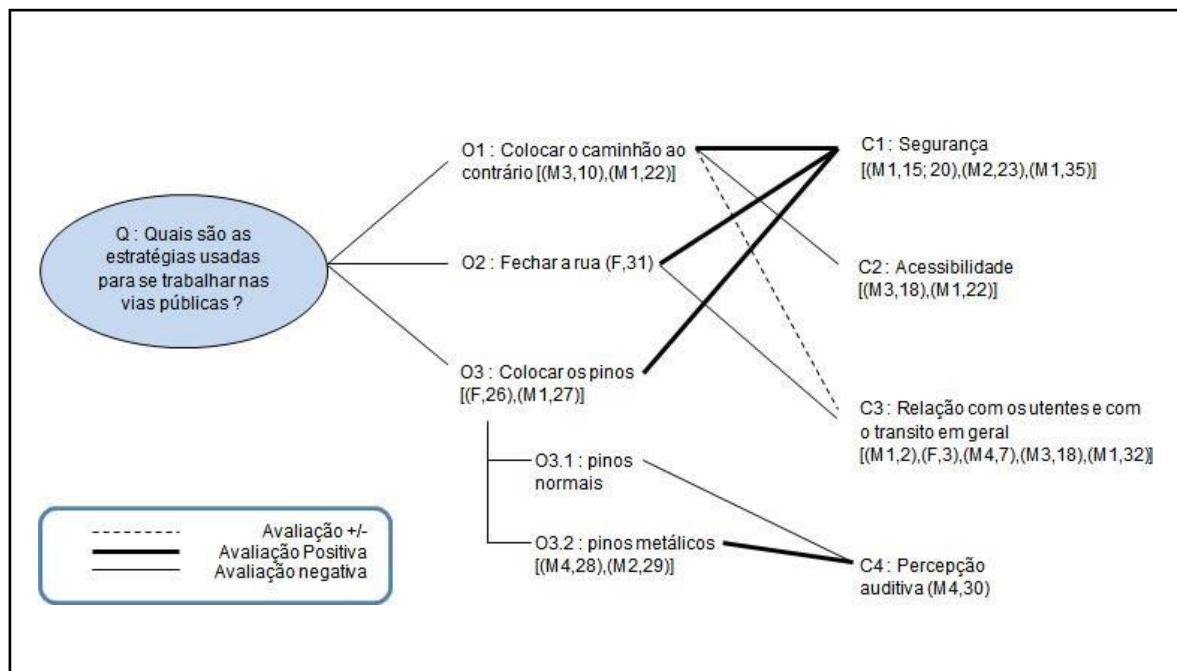 Q : Quais são as
estratégias usadas
para se trabalhar nas
vias públicas ?
O1 : Colocar o caminhão ao
contrário [(M3,10),(M1,22)]
O2 : Fechar a rua (F,31)
O3 : Colocar os pinos
[(F,26),(M1,27)]
O3.1 : pinos
normais
O3.2 : pinos metálicos
[(M4,28),(M2,29)]
C1 : Segurança
[(M1,15; 20),(M2,23),(M1,35)]
C2 : Acessibilidade
[(M3,18),(M1,22)]
C3 : Relação com os utentes e com
o transito em geral
[(M1,2),(F,3),(M4,7),(M3,18),(M1,32)]
C4 : Percepção
auditiva (M4,30)
Avaliação +/-
Avaliação Positiva
Avaliação negativa